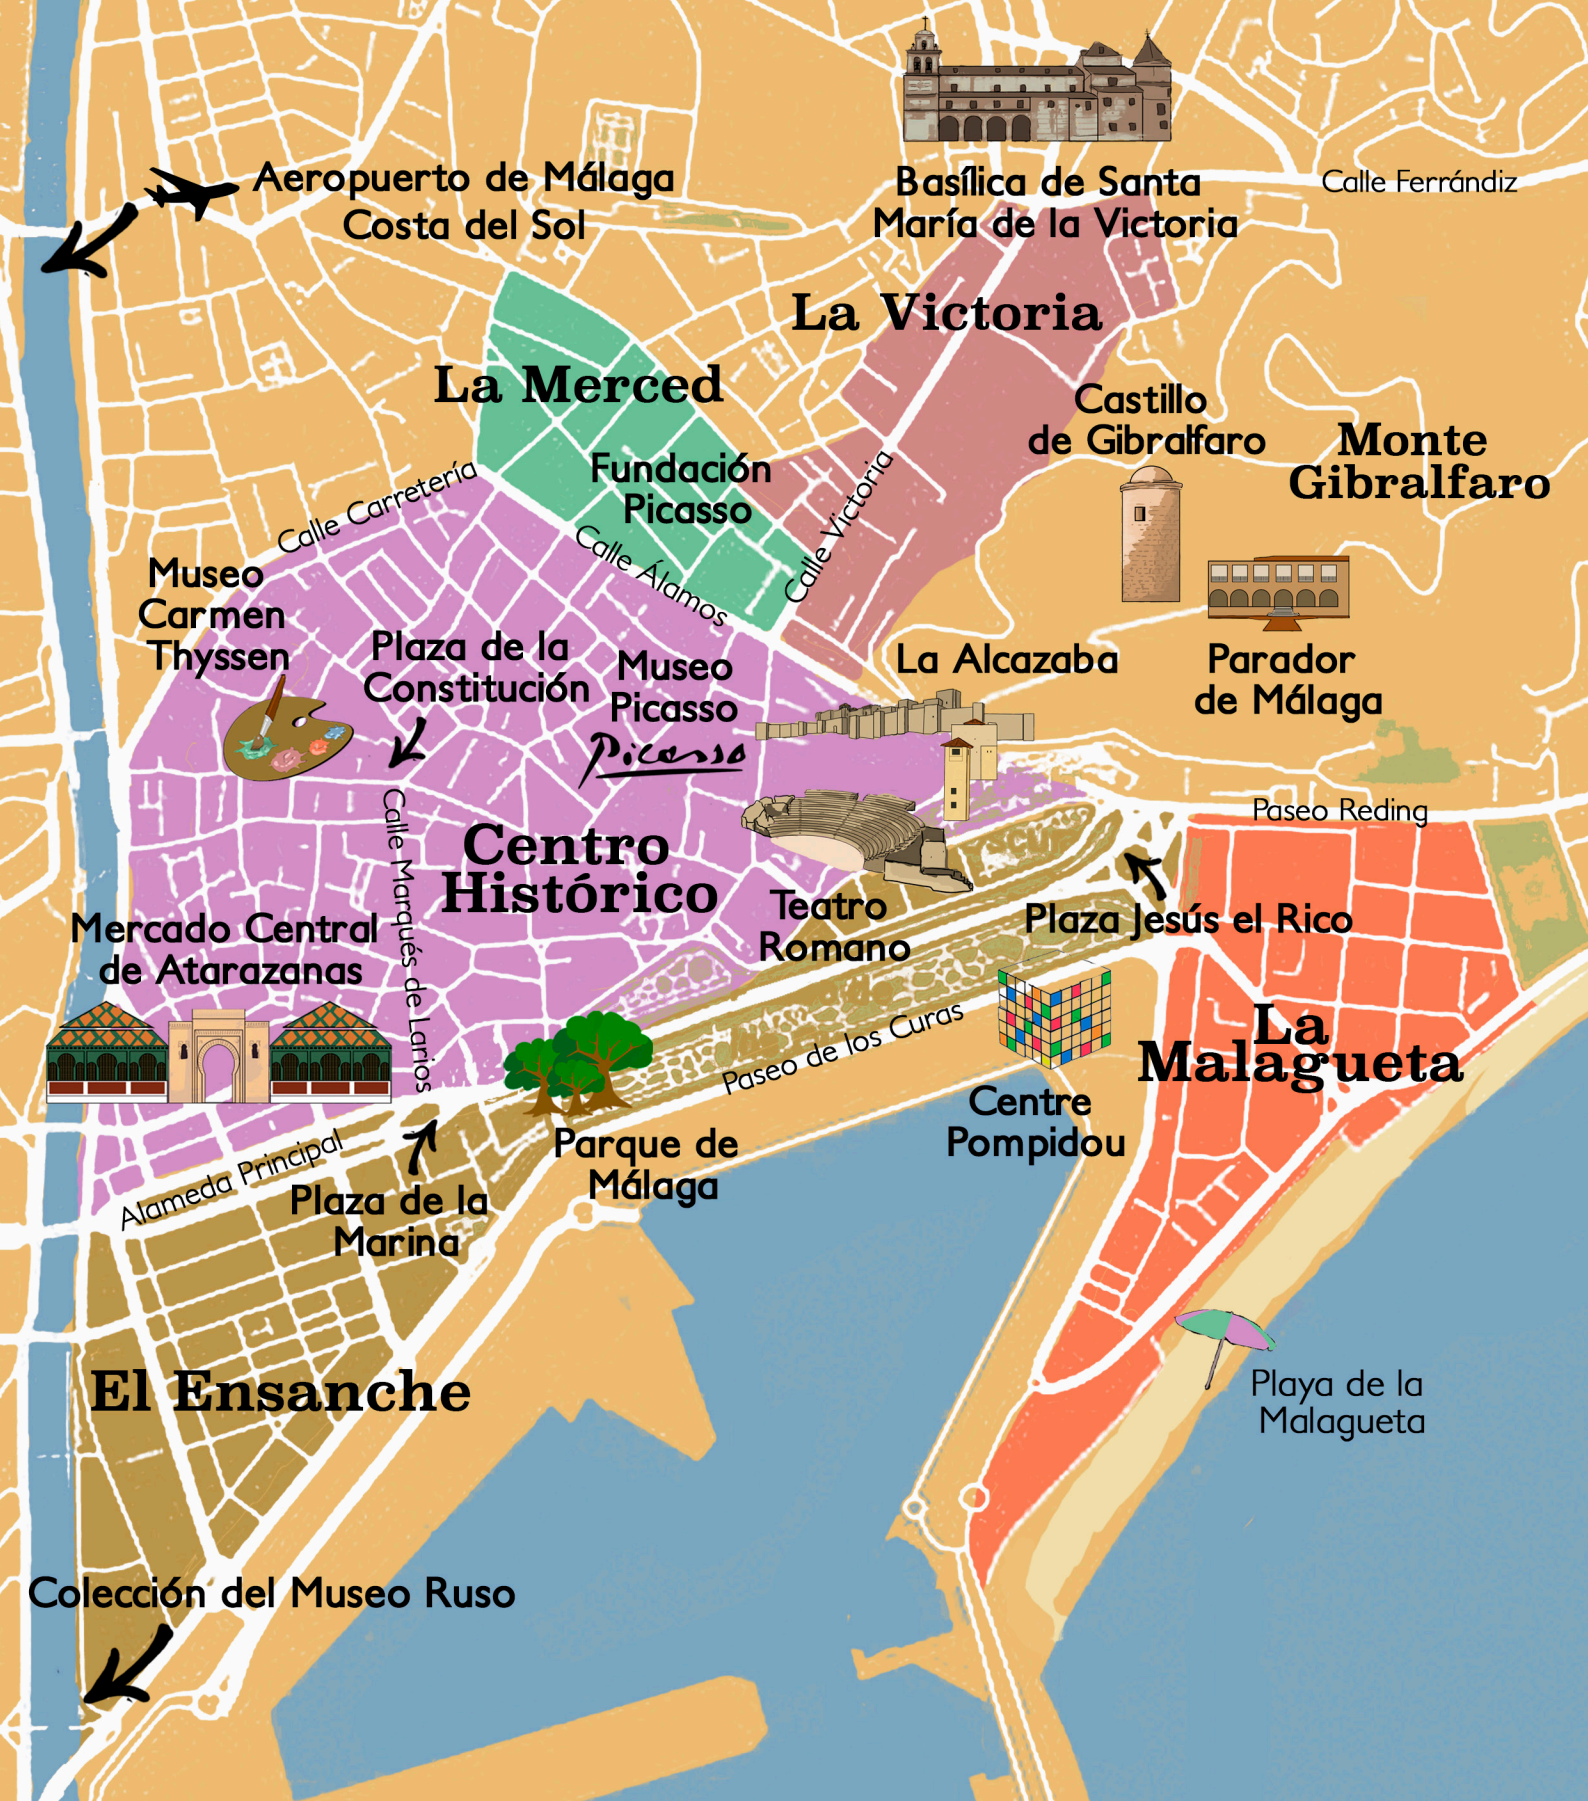 Aeropuerto de Málaga
Costa del Sol
Basílica de Santa
María de la Victoria
Calle Ferrándiz
La Victoria
La Merced
Castillo
de Gibralfaro
Monte
Gibralfaro
Fundación
Picasso
Calle Carretería
Calle Victoria
Calle Álamos
Museo
Carmen
Thyssen
Plaza de la
Constitución
Museo
Picasso
Picasso
La Alcazaba
Parador
de Málaga
Calle Marqués de Larios
Paseo Reding
Centro
Histórico
Teatro
Romano
Plaza Jesús el Rico
Mercado Central
de Atarazanas
Paseo de los Curas
La
Malagueta
Centre
Pompidou
Parque de
Málaga
Alameda Principal
Plaza de la
Marina
El Ensanche
Playa de la
Malagueta
Colección del Museo Ruso